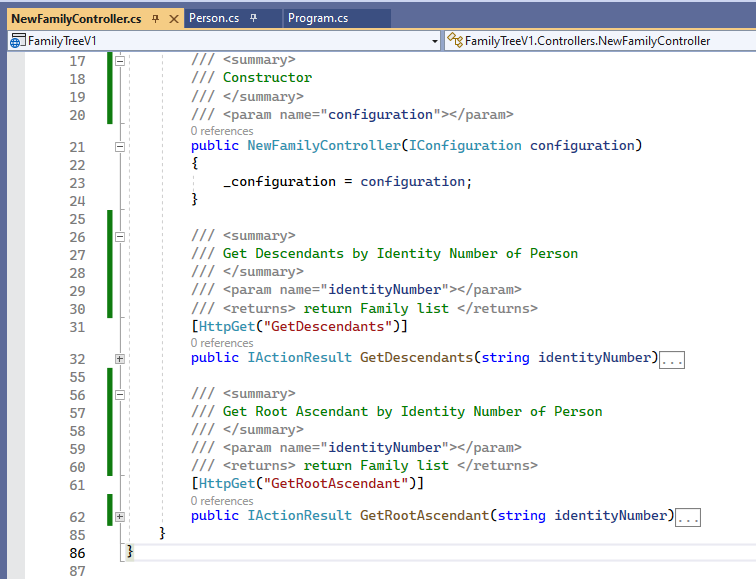 NewFamilyController.cs Person.cs Program.cs
FamilyTreeV1 FamilyTreeV1.Controllers.NewFamilyController
17 /// <summary>
18 /// Constructor
19 /// </summary>
20 /// <param name="configuration"></param>
0 references
21 public NewFamilyController(IConfiguration configuration)
22 {
23 _configuration = configuration;
24 }
25
26 /// <summary>
27 /// Get Descendants by Identity Number of Person
28 /// </summary>
29 /// <param name="identityNumber"></param>
30 /// <returns> return Family list </returns>
31 [HttpGet("GetDescendants")]
0 references
32 public IActionResult GetDescendants(string identityNumber)...
55
56 /// <summary>
57 /// Get Root Ascendant by Identity Number of Person
58 /// </summary>
59 /// <param name="identityNumber"></param>
60 /// <returns> return Family list </returns>
61 [HttpGet("GetRootAscendant")]
0 references
62 public IActionResult GetRootAscendant(string identityNumber)...
85 }
86 }
87